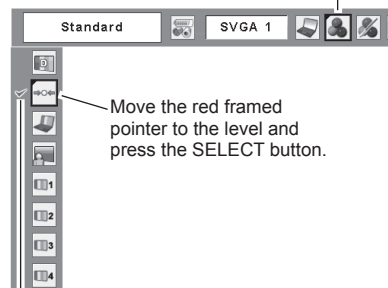 Standard
SVGA 1
Move the red framed
pointer to the level and
press the SELECT button.
1
2
3
4